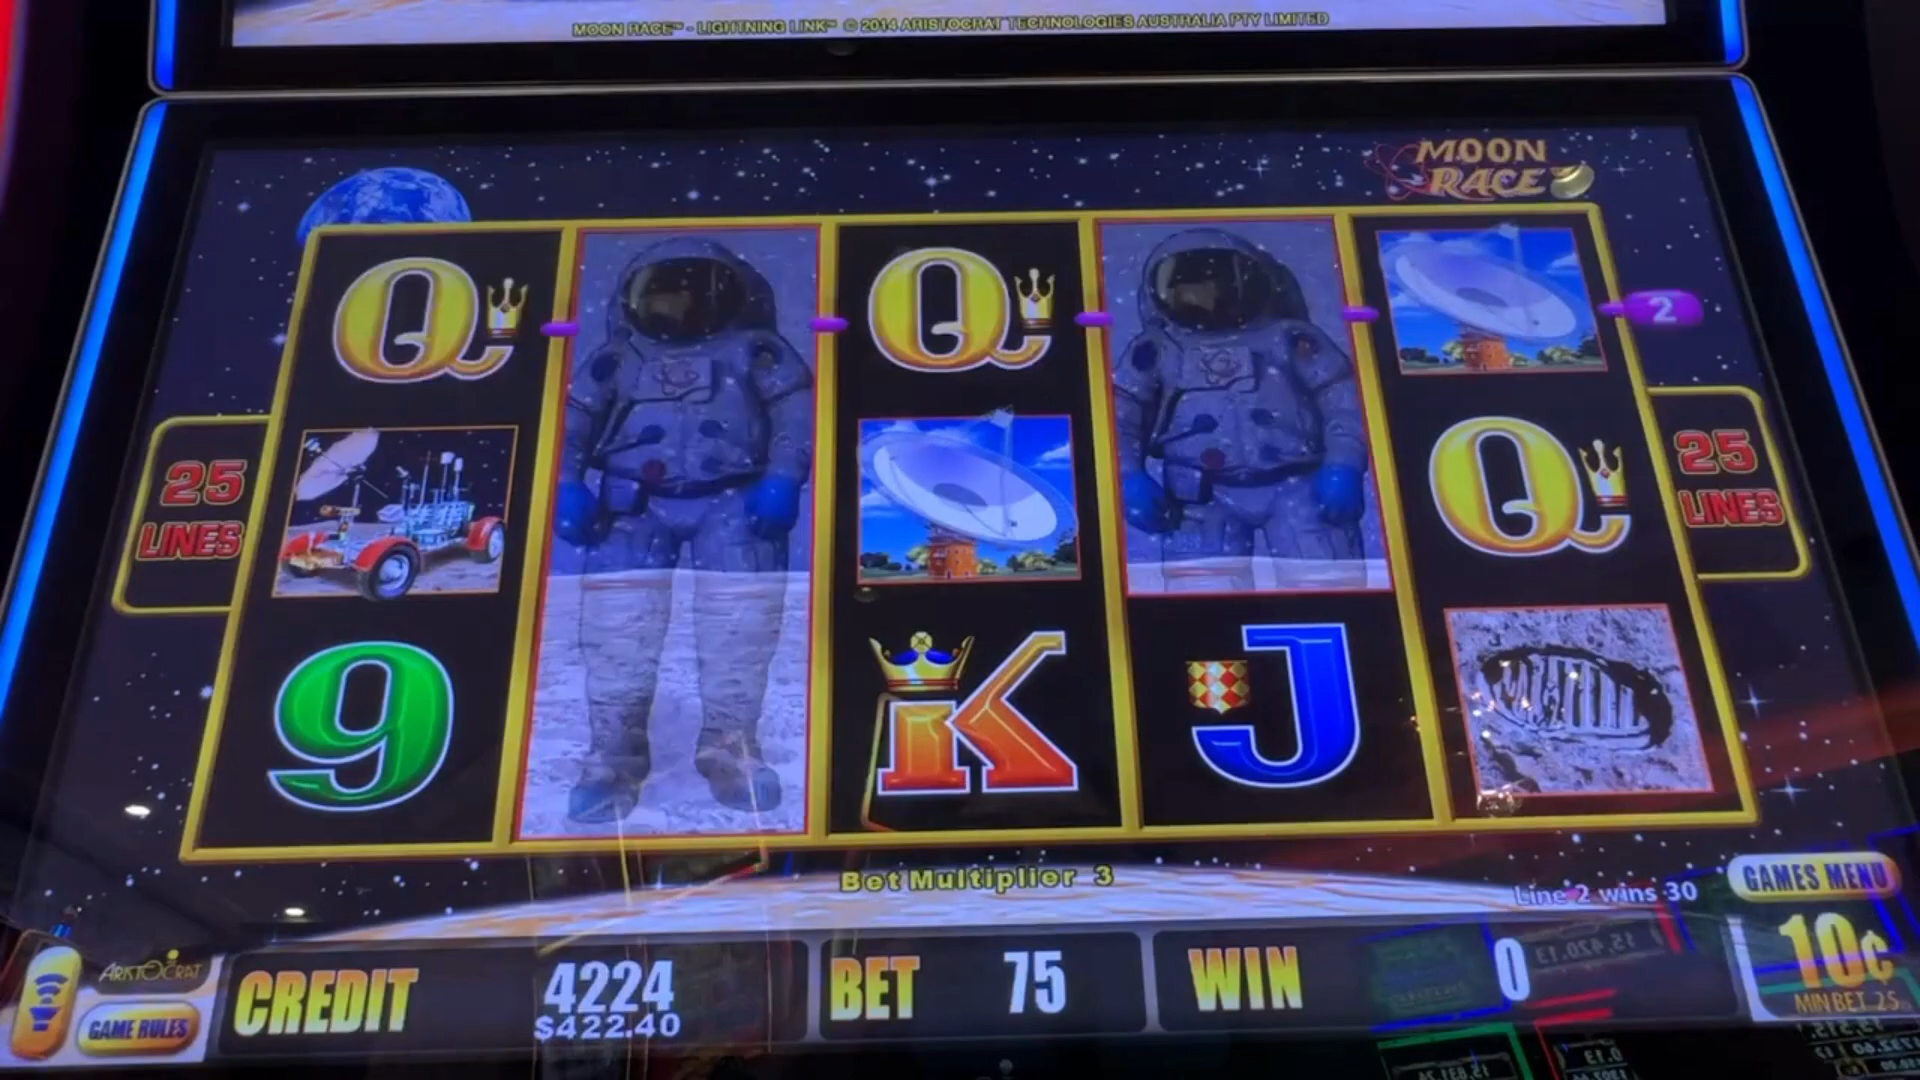 MOON RACE™ - LIGHTNING LINK™ © 2014 ARISTOCRAT TECHNOLOGIES AUSTRALIA PTY LIMITED
MOON
RACE
Q
Q
2
25
LINES
Q
25
LINES
9
K
J
Bet Multiplier 3
Line 2 wins 30
GAMES MENU
ARISTOCRAT
GAME RULES
CREDIT
4224
$422.40
BET
75
WIN
0
10¢
MIN BET 25